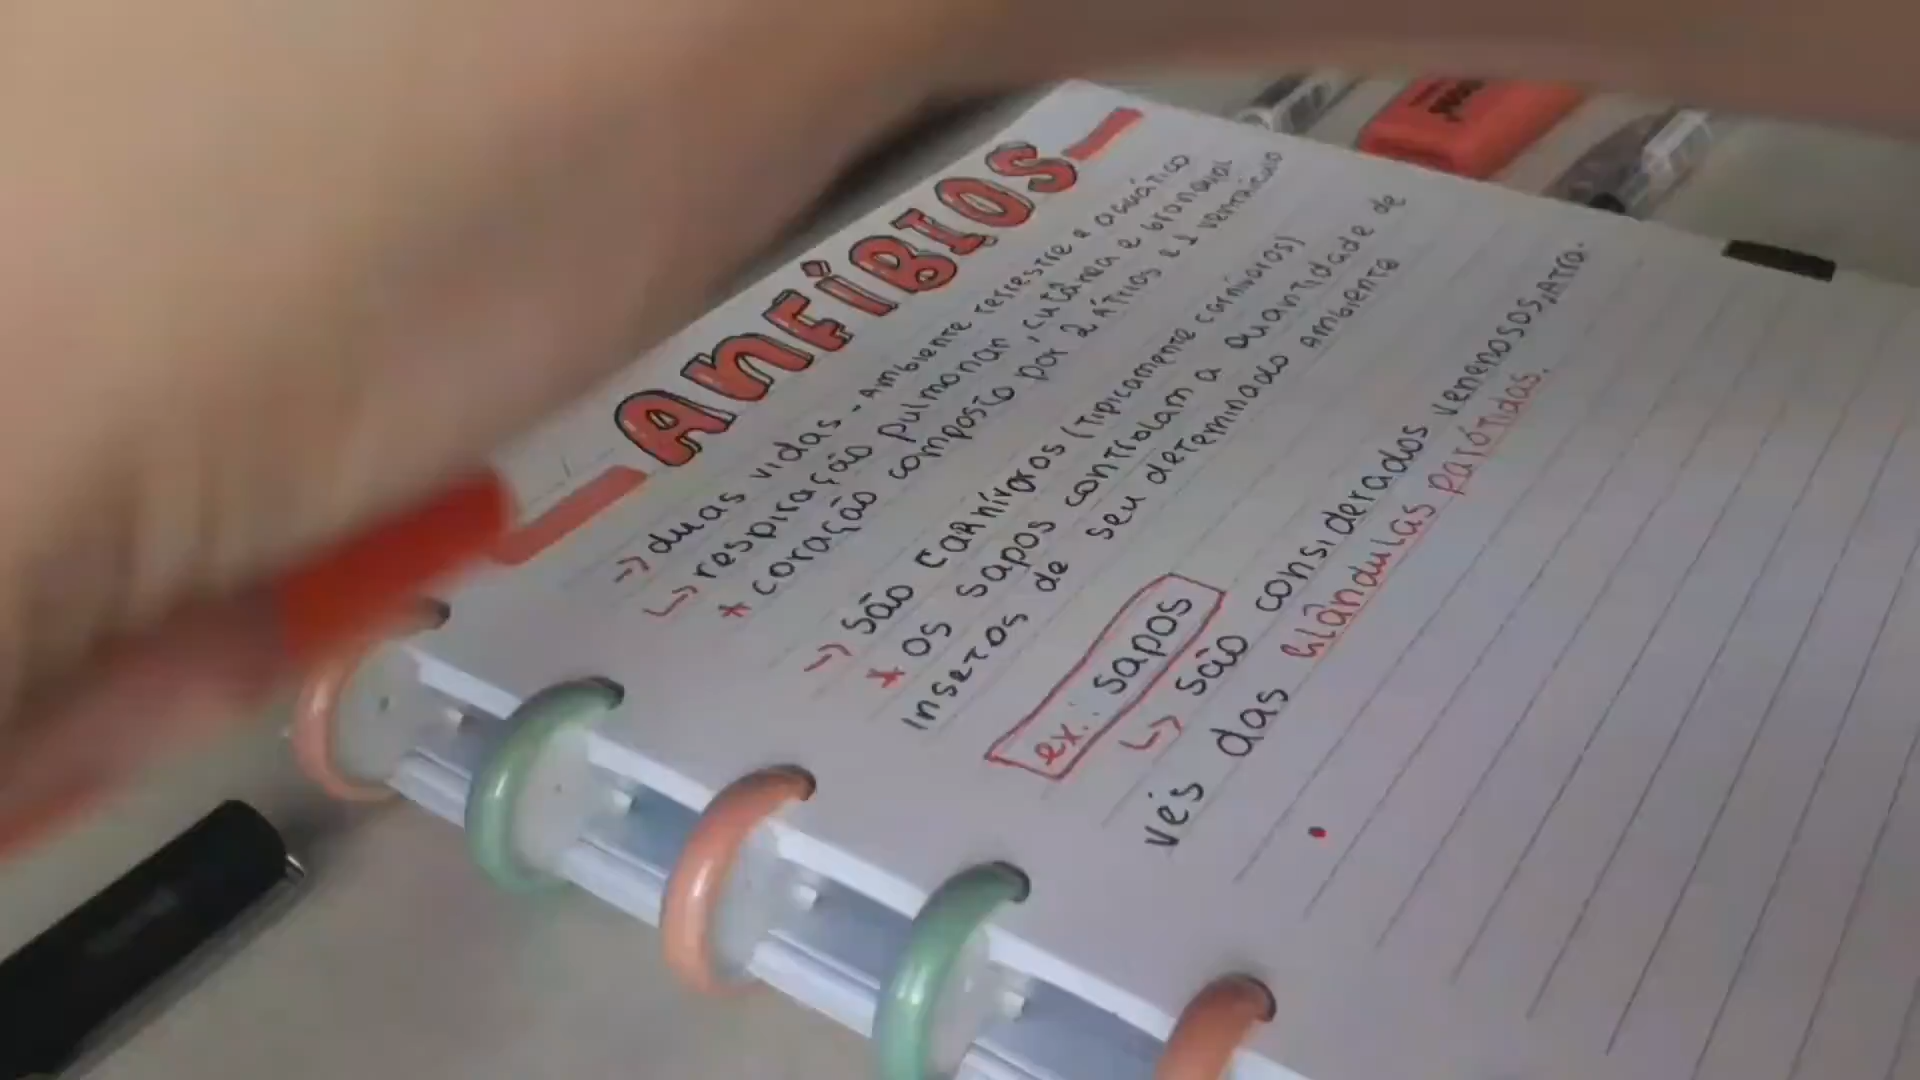 ANFÍBIOS
→ duas vidas - Ambiente terrestre e aquático
↳ respiração pulmonar, cutânea e branquial
* coração composto por 2 Átrios e 1 ventrículo
→ são carnívoros (tipicamente carnívoros)
* os sapos controlam a quantidade de
insetos de seu deteminado ambiente
ex.: sapos
↳ são considerados venenosos, Atra-
vés das glândulas parótidas.